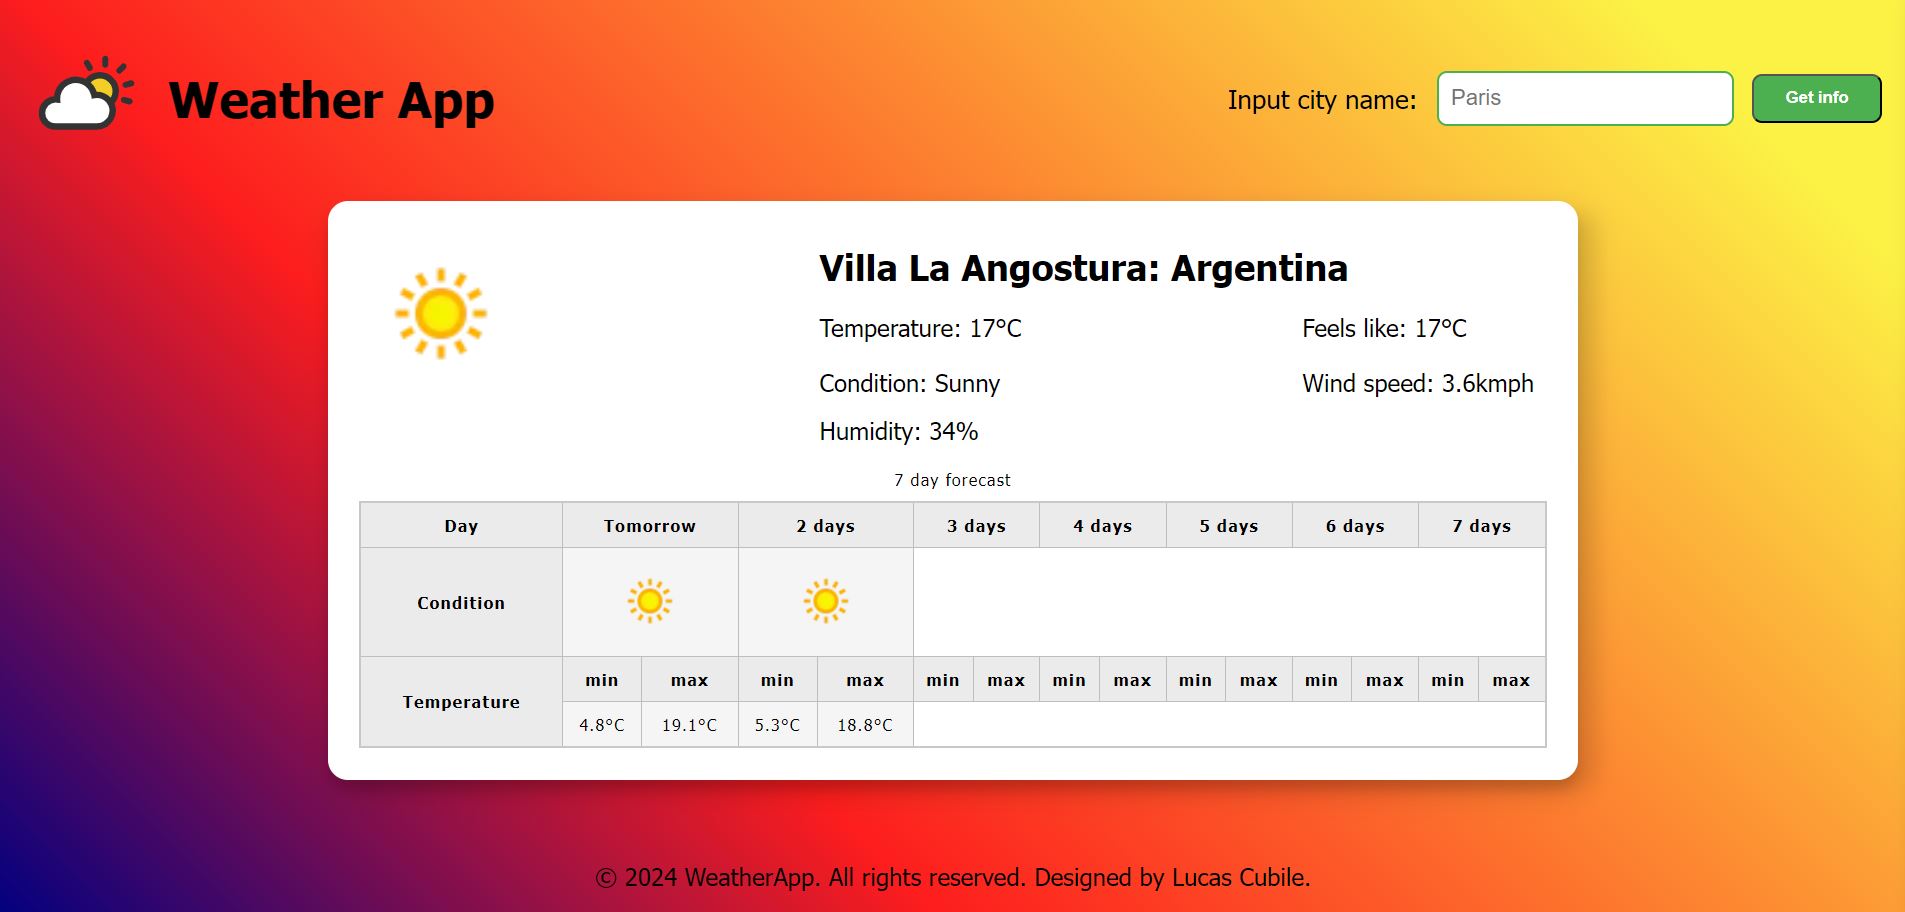 Weather App
Input city name: Paris Get info
Villa La Angostura: Argentina
Temperature: 17°C Feels like: 17°C
Condition: Sunny Wind speed: 3.6kmph
Humidity: 34%
7 day forecast
Day Tomorrow 2 days 3 days 4 days 5 days 6 days 7 days
Condition
Temperature
min max min max min max min max min max min max min max
4.8°C 19.1°C 5.3°C 18.8°C
© 2024 WeatherApp. All rights reserved. Designed by Lucas Cubile.